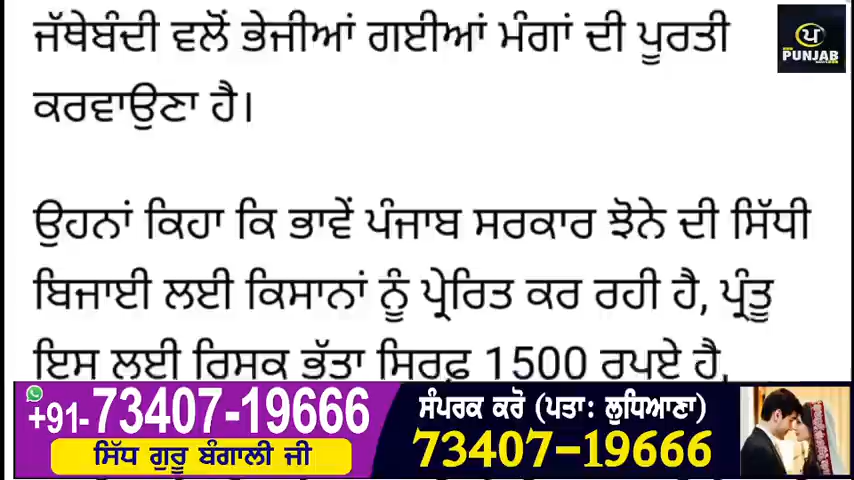 ਜੱਥੇਬੰਦੀ ਵਲੋਂ ਭੇਜੀਆਂ ਗਈਆਂ ਮੰਗਾਂ ਦੀ ਪੂਰਤੀ
ਕਰਵਾਉਣਾ ਹੈ।
ਉਹਨਾਂ ਕਿਹਾ ਕਿ ਭਾਵੇਂ ਪੰਜਾਬ ਸਰਕਾਰ ਝੋਨੇ ਦੀ ਸਿੱਧੀ
ਬਿਜਾਈ ਲਈ ਕਿਸਾਨਾਂ ਨੂੰ ਪ੍ਰੇਰਿਤ ਕਰ ਰਹੀ ਹੈ, ਪ੍ਰੰਤੂ
ਇਸ ਲਈ ਰਿਸਕ ਭੱਤਾ ਸਿਰਫ਼ 1500 ਰਪਏ ਹੈ,
ਪ
PUNJAB
+91-73407-19666
ਸਿੱਧ ਗੁਰੂ ਬੰਗਾਲੀ ਜੀ
ਸੰਪਰਕ ਕਰੋ (ਪਤਾ: ਲੁਧਿਆਣਾ)
73407-19666